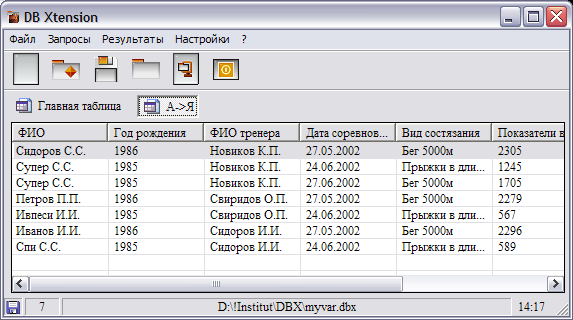 DB Xtension
Файл Запросы Результаты Настройки ?
Главная таблица А->Я
ФИО Год рождения ФИО тренера Дата соревнов... Вид состязания Показатели в
Сидоров С.С. 1986 Новиков К.П. 27.05.2002 Бег 5000м 2305
Супер С.С. 1985 Новиков К.П. 24.06.2002 Прыжки в дли... 1245
Супер С.С. 1985 Новиков К.П. 27.06.2002 Бег 5000м 1705
Петров П.П. 1986 Свиридов О.П. 27.05.2002 Бег 5000м 2279
Ивпеси И.И. 1985 Свиридов О.П. 24.06.2002 Прыжки в дли... 567
Иванов И.И. 1986 Сидоров И.И. 27.05.2002 Бег 5000м 2296
Спи С.С. 1985 Сидоров И.И. 24.06.2002 Прыжки в дли... 589
7 D:\!Institut\DBX\myvar.dbx 14:17